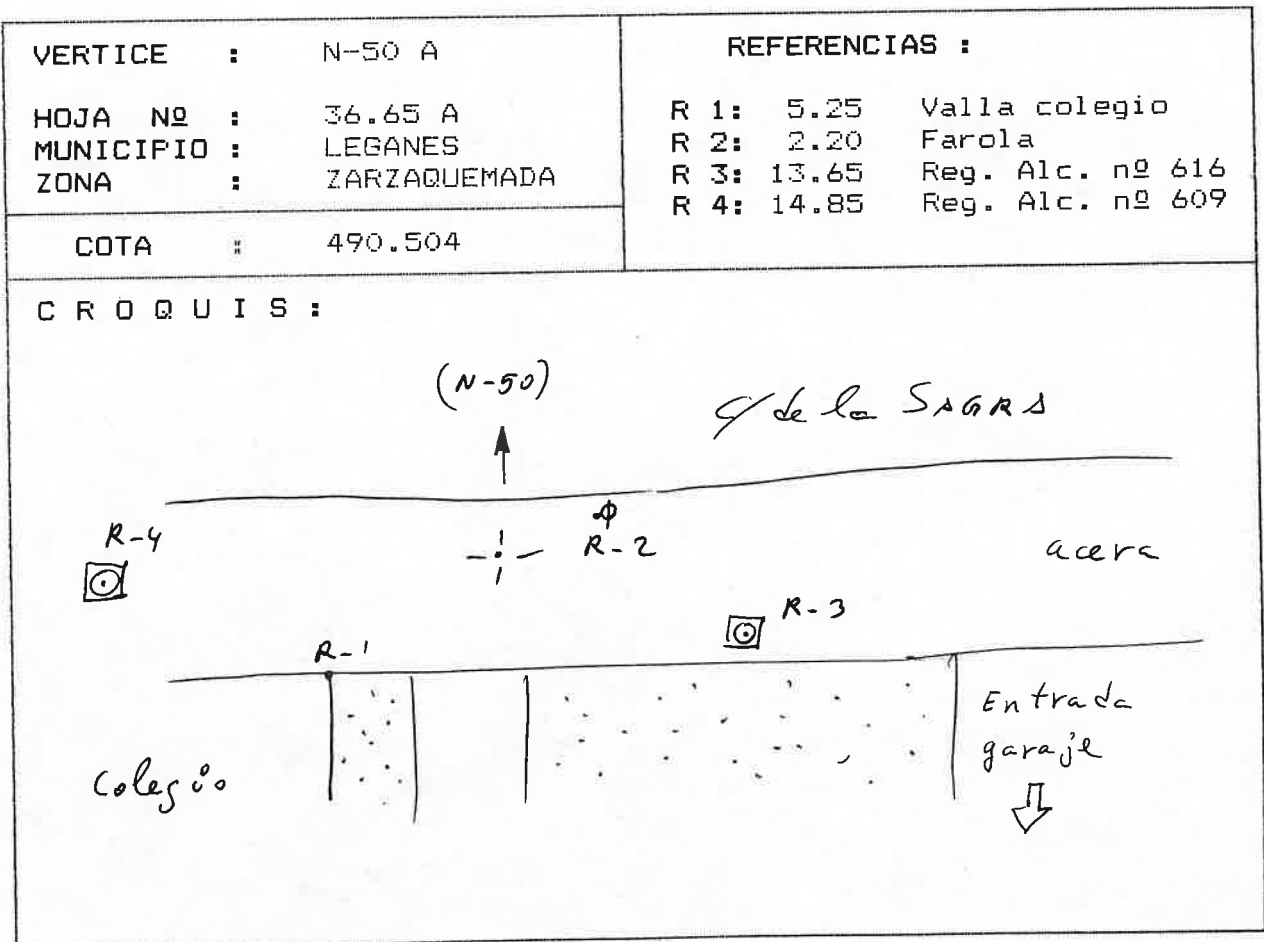 VERTICE : N-50 A
HOJA Nº : 36.65 A
MUNICIPIO : LEGANES
ZONA : ZARZAQUEMADA
COTA : 490.504
REFERENCIAS :
R 1: 5.25 Valla colegio
R 2: 2.20 Farola
R 3: 13.65 Reg. Alc. nº 616
R 4: 14.85 Reg. Alc. nº 609
C R O Q U I S :
(N-50)
C/ de la SAGRA
R-4
R-2
acera
R-3
R-1
Entrada
garaje
Colegio